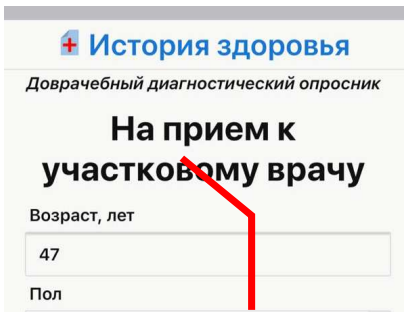 История здоровья
Доврачебный диагностический опросник
На прием к
участковому врачу
Возраст, лет
47
Пол